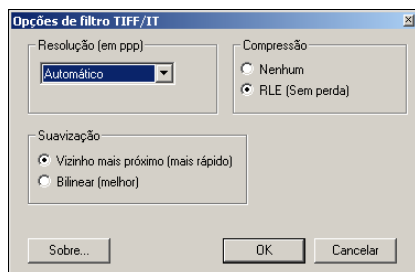 Opções de filtro TIFF/IT
Resolução (em ppp)
Automático
Compressão
Nenhum
RLE (Sem perda)
Suavização
Vizinho mais próximo (mais rápido)
Bilinear (melhor)
Sobre...
OK
Cancelar